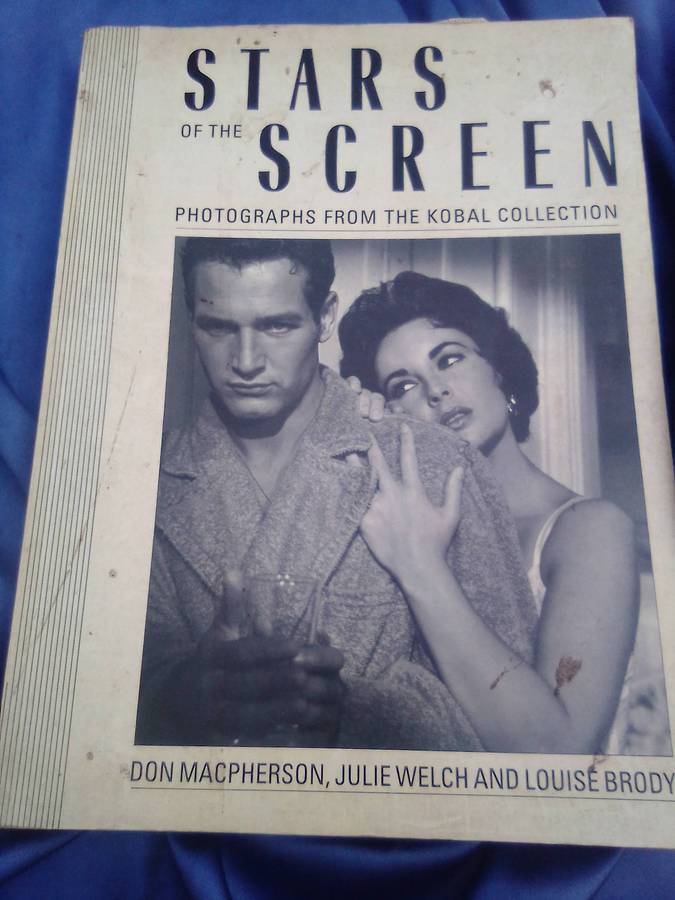 STARS
OF THE SCREEN
PHOTOGRAPHS FROM THE KOBAL COLLECTION
DON MACPHERSON, JULIE WELCH AND LOUISE BRODY